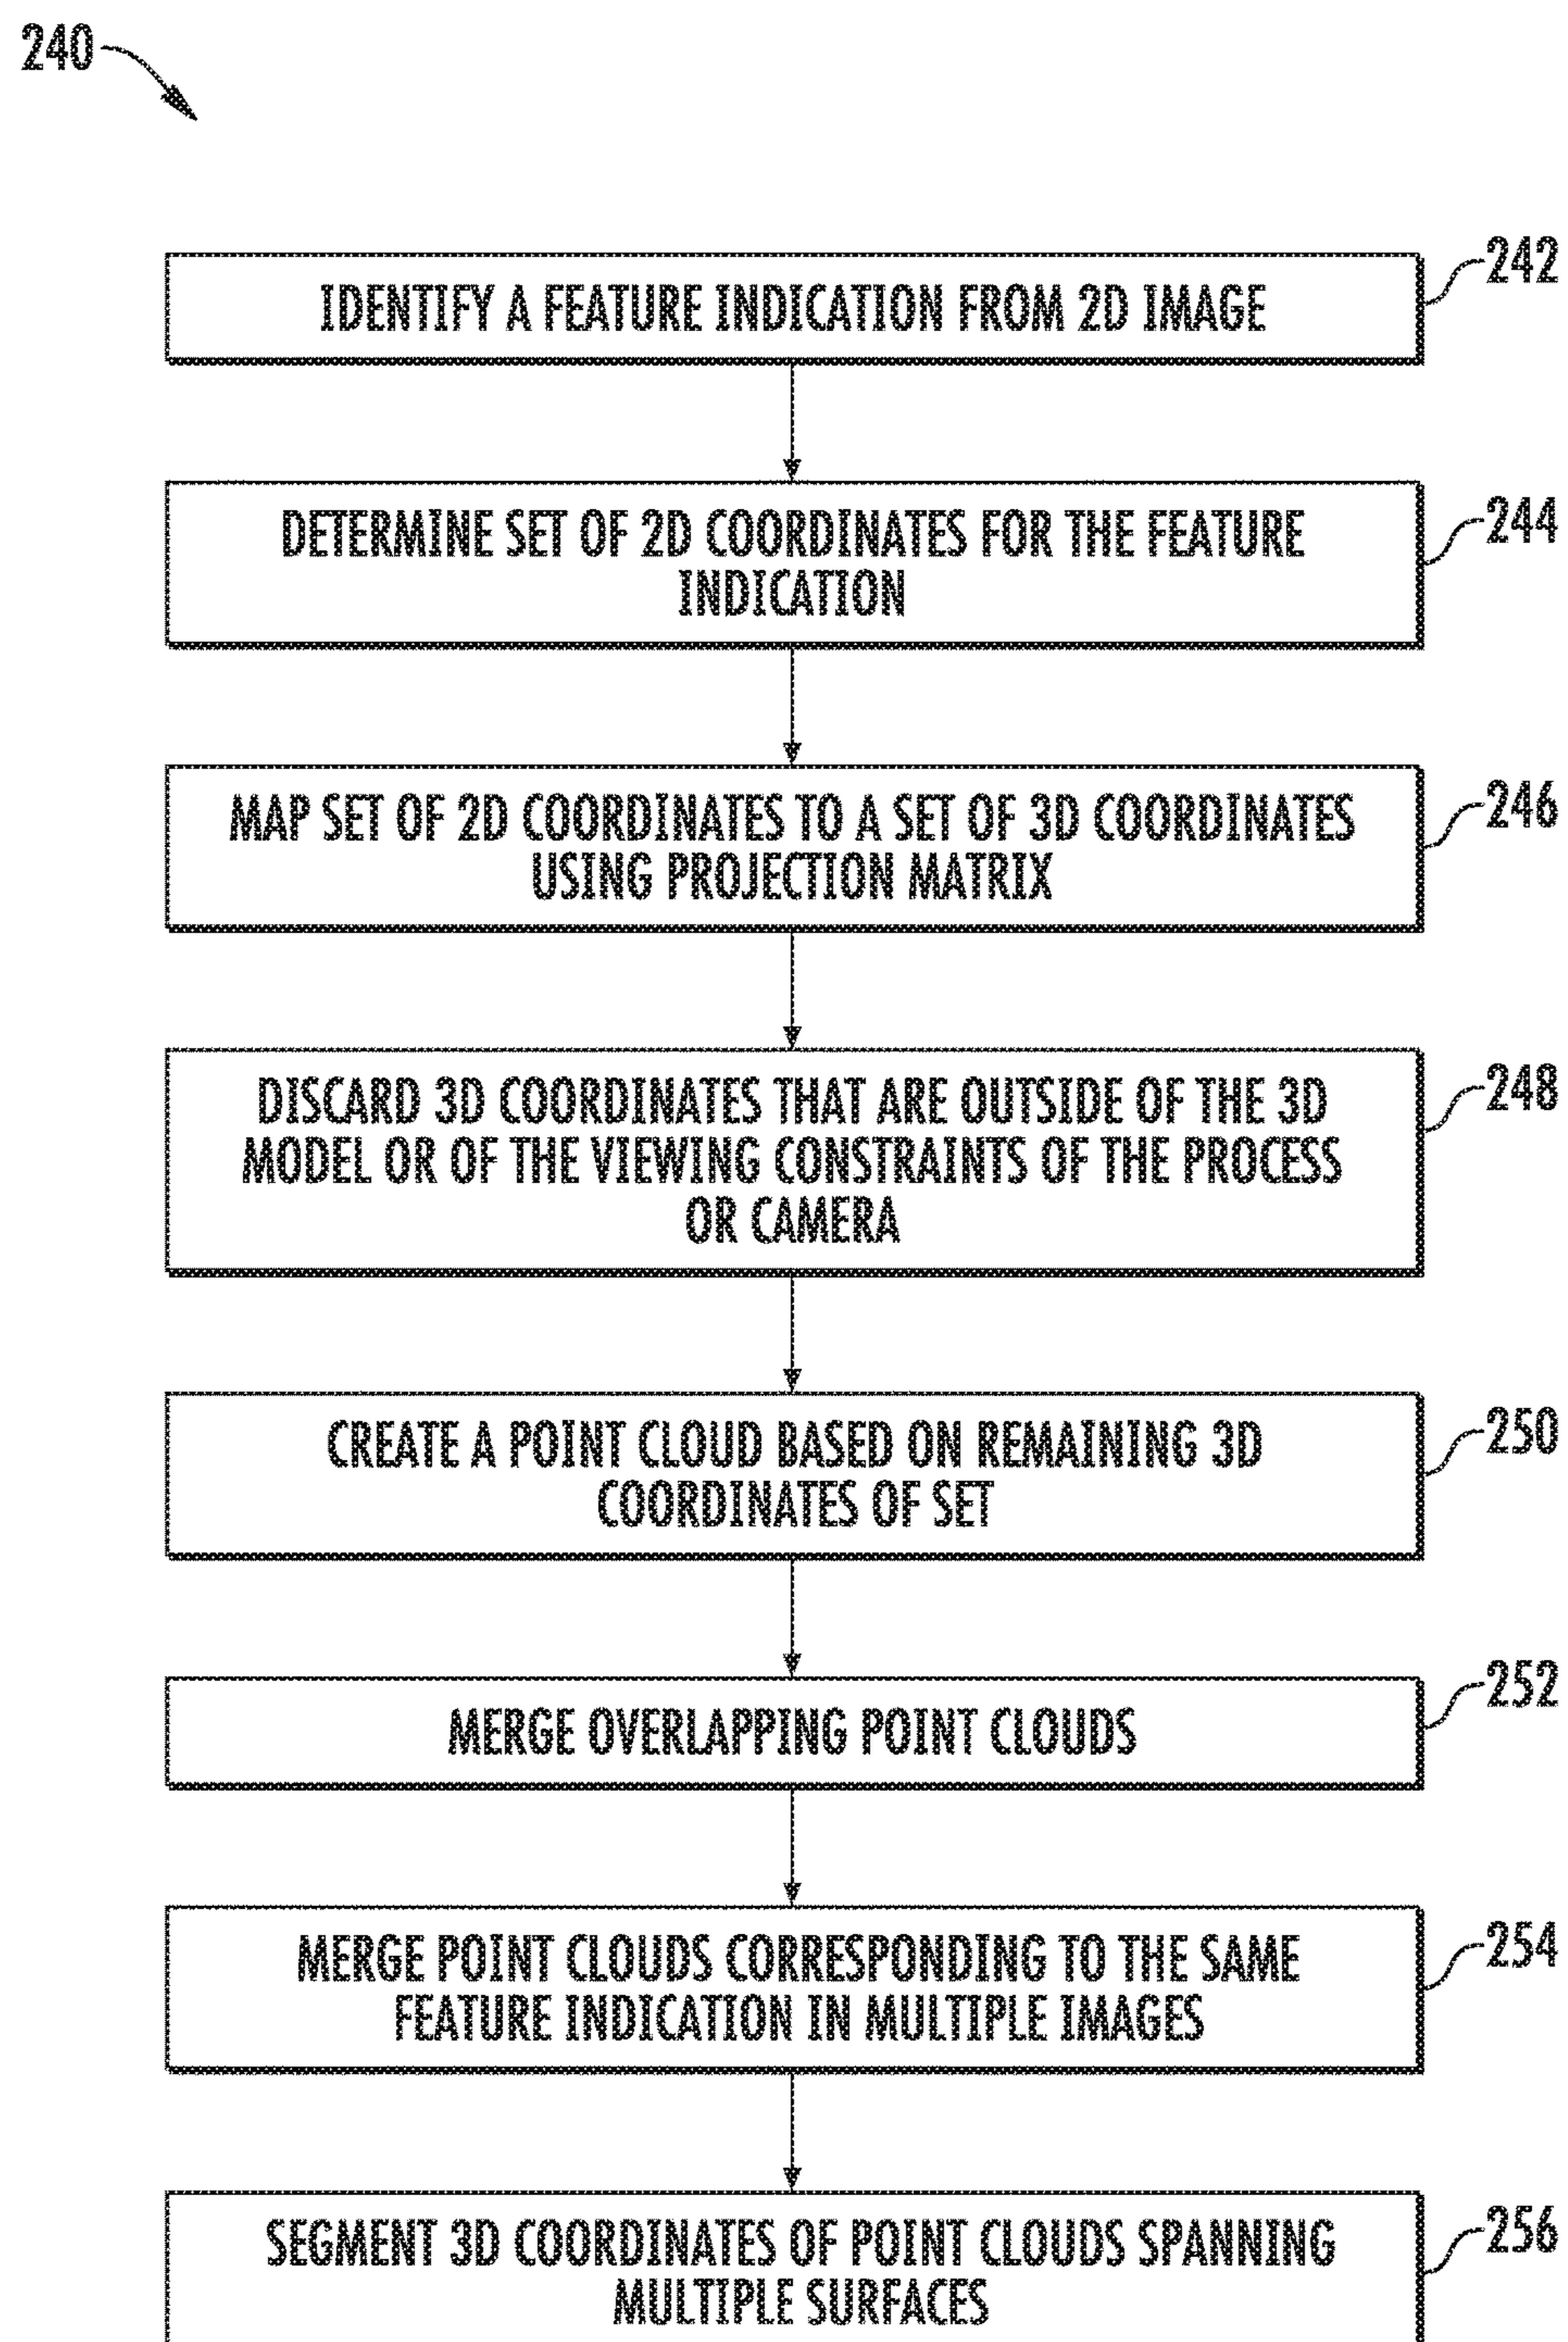 240
242
IDENTIFY A FEATURE INDICATION FROM 2D IMAGE
244
DETERMINE SET OF 2D COORDINATES FOR THE FEATURE
INDICATION
246
MAP SET OF 2D COORDINATES TO A SET OF 3D COORDINATES
USING PROJECTION MATRIX
248
DISCARD 3D COORDINATES THAT ARE OUTSIDE OF THE 3D
MODEL OR OF THE VIEWING CONSTRAINTS OF THE PROCESS
OR CAMERA
250
CREATE A POINT CLOUD BASED ON REMAINING 3D
COORDINATES OF SET
252
MERGE OVERLAPPING POINT CLOUDS
254
MERGE POINT CLOUDS CORRESPONDING TO THE SAME
FEATURE INDICATION IN MULTIPLE IMAGES
256
SEGMENT 3D COORDINATES OF POINT CLOUDS SPANNING
MULTIPLE SURFACES